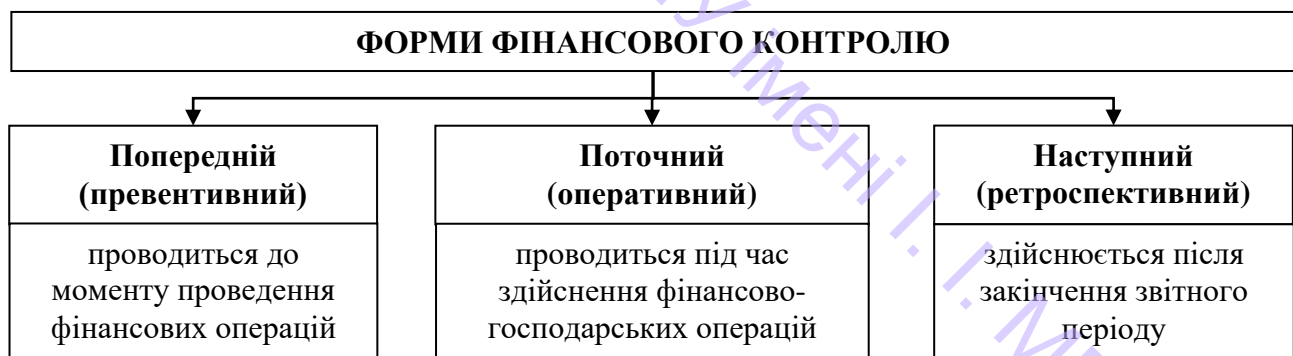 ФОРМИ ФІНАНСОВОГО КОНТРОЛЮ
Попередній
(превентивний)
проводиться до
моменту проведення
фінансових операцій
Поточний
(оперативний)
проводиться під час
здійснення фінансово-
господарських операцій
Наступний
(ретроспективний)
здійснюється після
закінчення звітного
періоду
імені І. І.